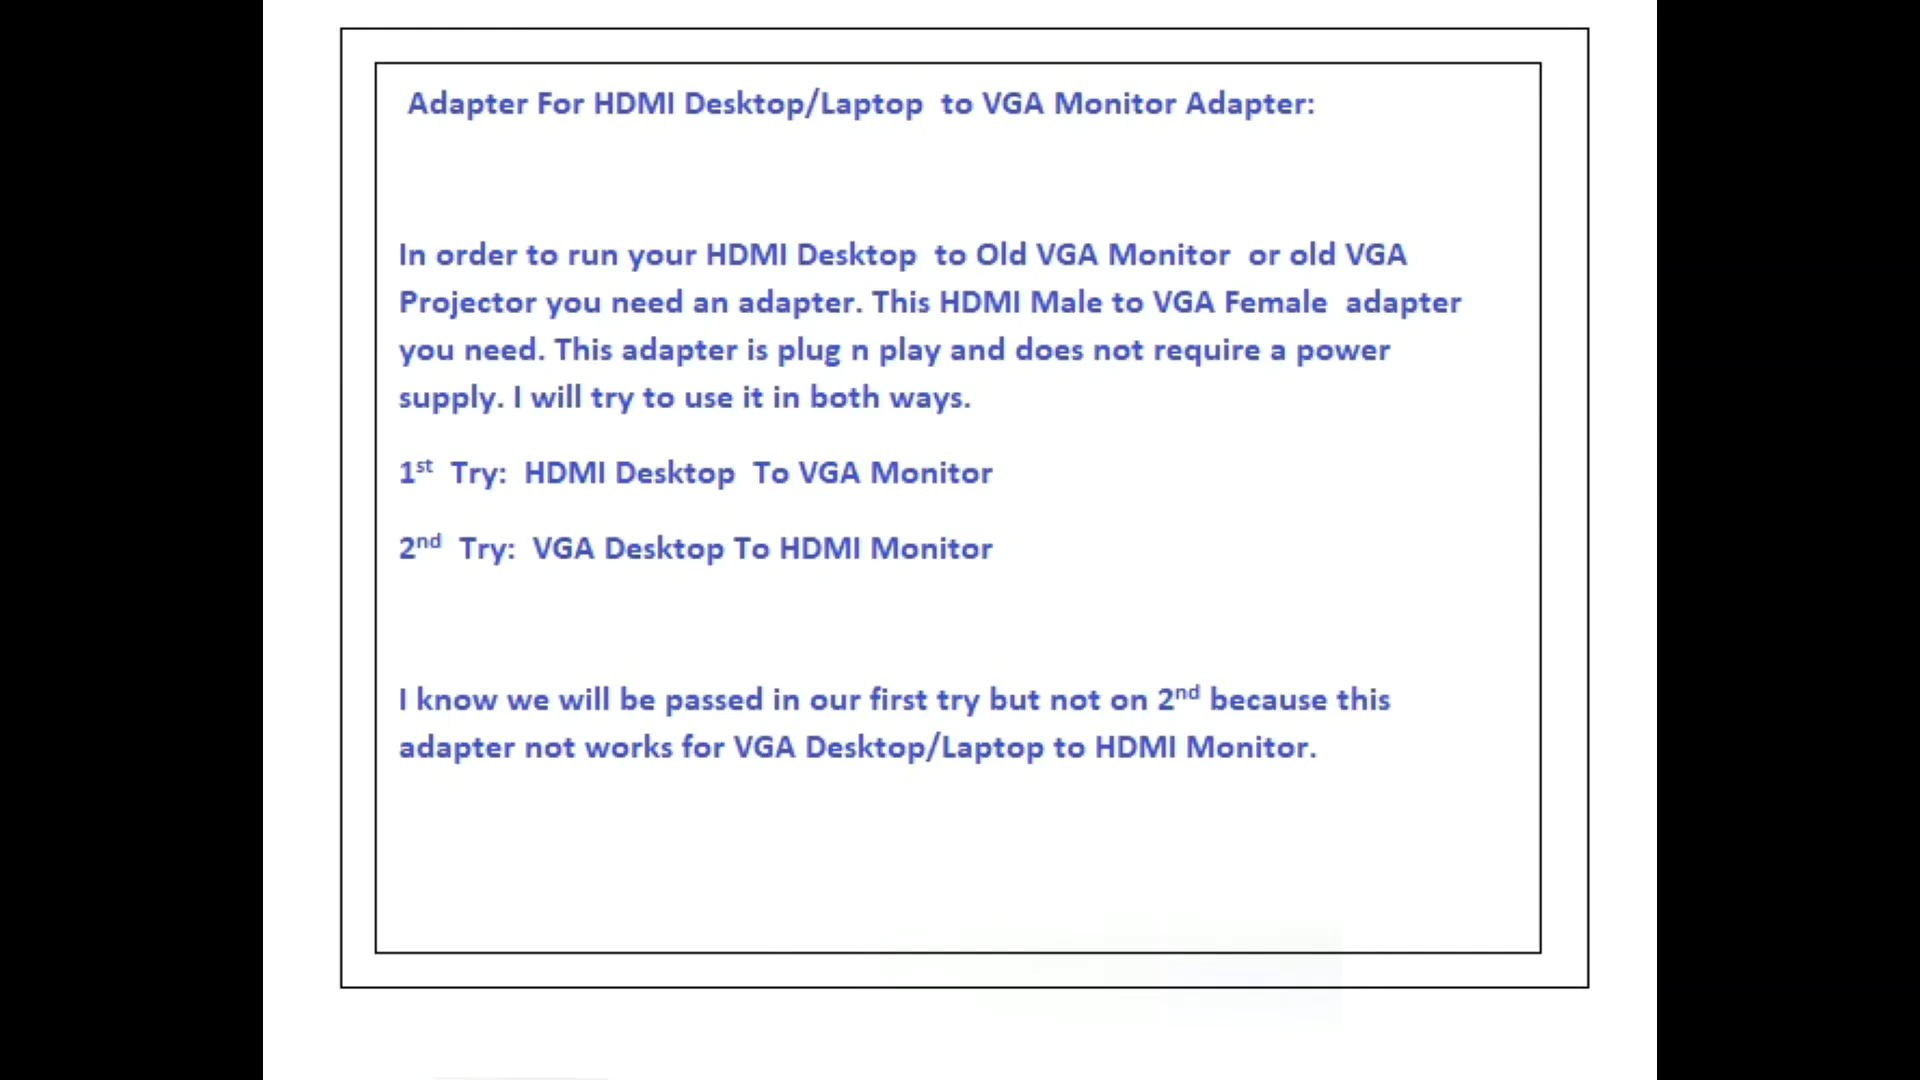 Adapter For HDMI Desktop/Laptop to VGA Monitor Adapter:
In order to run your HDMI Desktop to Old VGA Monitor or old VGA
Projector you need an adapter. This HDMI Male to VGA Female adapter
you need. This adapter is plug n play and does not require a power
supply. I will try to use it in both ways.
1st Try: HDMI Desktop To VGA Monitor
2nd Try: VGA Desktop To HDMI Monitor
I know we will be passed in our first try but not on 2nd because this
adapter not works for VGA Desktop/Laptop to HDMI Monitor.